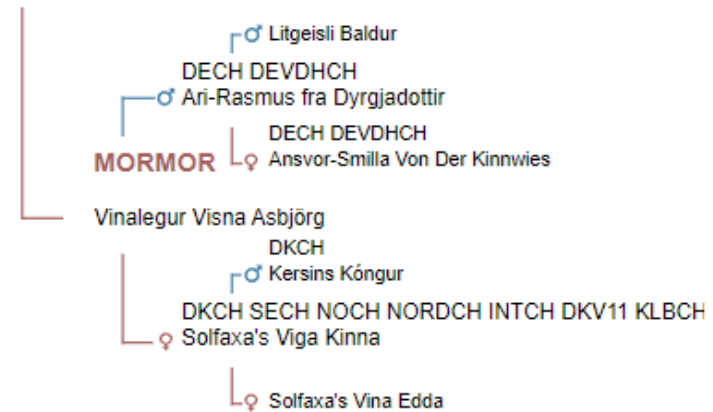 Litgeisli Baldur
DECH DEVDHCH
Ari-Rasmus fra Dyrgjadottir
DECH DEVDHCH
MORMOR
Ansvor-Smilla Von Der Kinnwies
Vinalegur Visna Asbjörg
DKCH
Kersins Kóngur
DKCH SECH NOCH NORDCH INTCH DKV11 KLBCH
Solfaxa's Viga Kinna
Solfaxa's Vina Edda